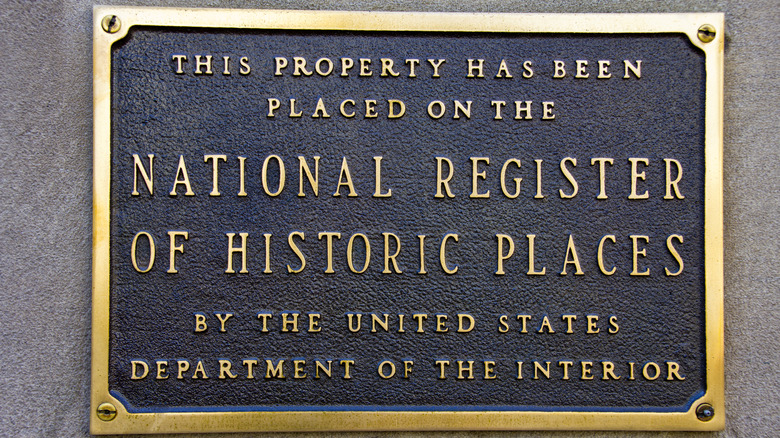 THIS PROPERTY HAS BEEN
PLACED ON THE
NATIONAL REGISTER
OF HISTORIC PLACES
BY THE UNITED STATES
DEPARTMENT OF THE INTERIOR